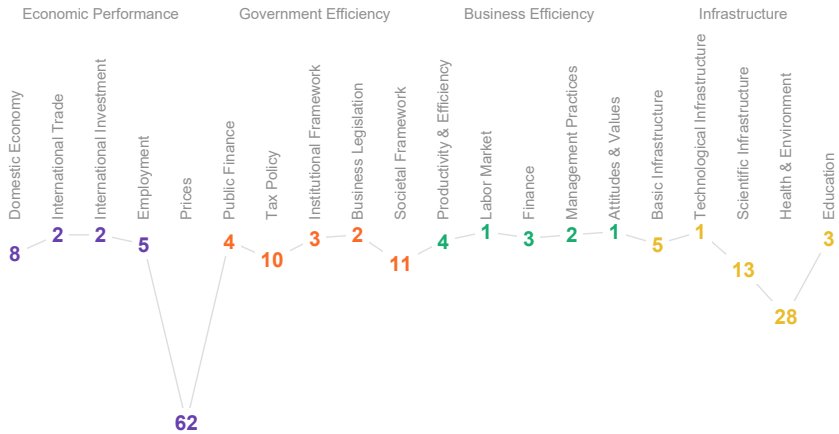 Economic Performance
Government Efficiency
Business Efficiency
Infrastructure
Domestic Economy
International Trade
International Investment
Employment
Prices
Public Finance
Tax Policy
Institutional Framework
Business Legislation
Societal Framework
Productivity & Efficiency
Labor Market
Finance
Management Practices
Attitudes & Values
Basic Infrastructure
Technological Infrastructure
Scientific Infrastructure
Health & Environment
Education
8
2
2
5
62
4
10
3
2
11
4
1
3
2
1
5
1
13
28
3